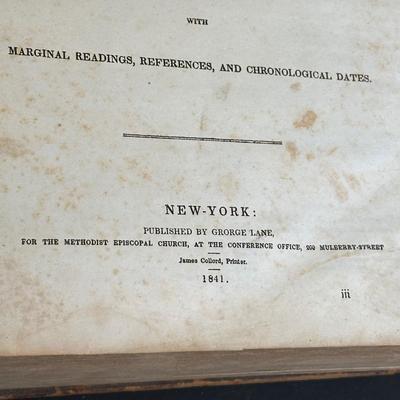 WITH
MARGINAL READINGS, REFERENCES, AND CHRONOLOGICAL DATES.
NEW-YORK:
PUBLISHED BY GEORGE LANE,
FOR THE METHODIST EPISCOPAL CHURCH, AT THE CONFERENCE OFFICE, 200 MULBERRY-STREET
James Collord, Printer.
1841.
iii